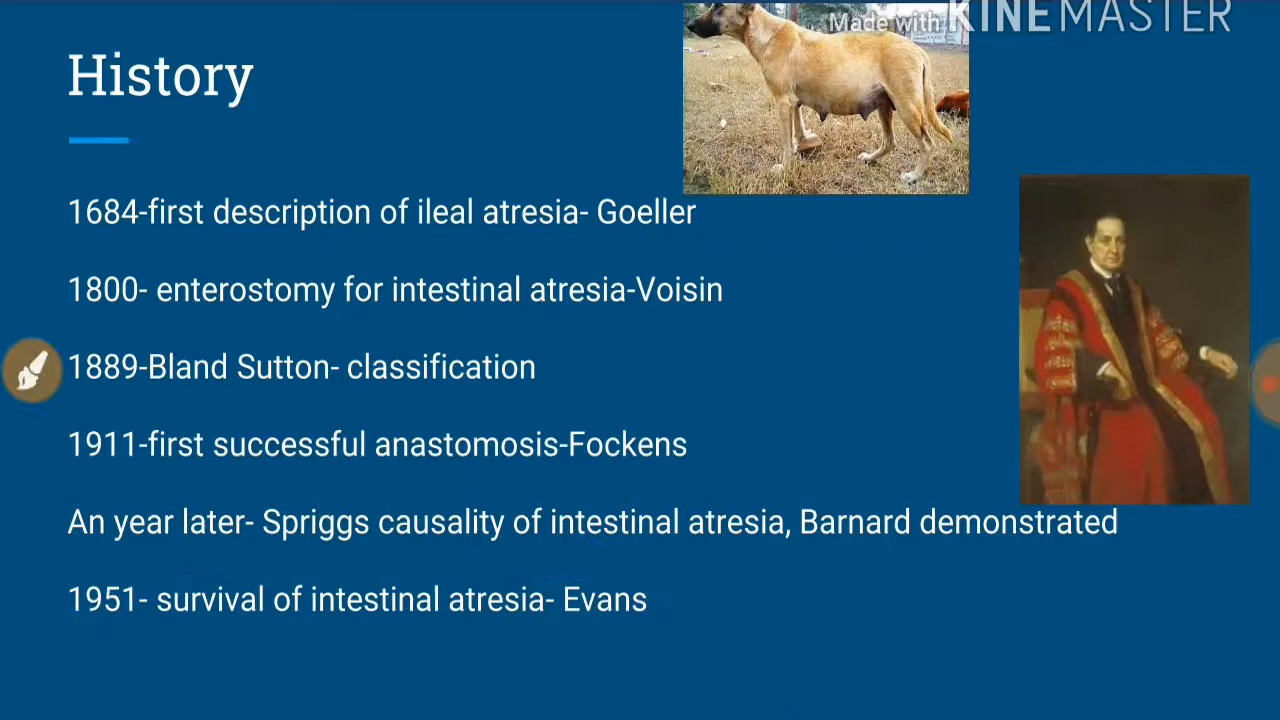 Made with KINEMASTER
History
1684-first description of ileal atresia- Goeller
1800- enterostomy for intestinal atresia-Voisin
1889-Bland Sutton- classification
1911-first successful anastomosis-Fockens
An year later- Spriggs causality of intestinal atresia, Barnard demonstrated
1951- survival of intestinal atresia- Evans